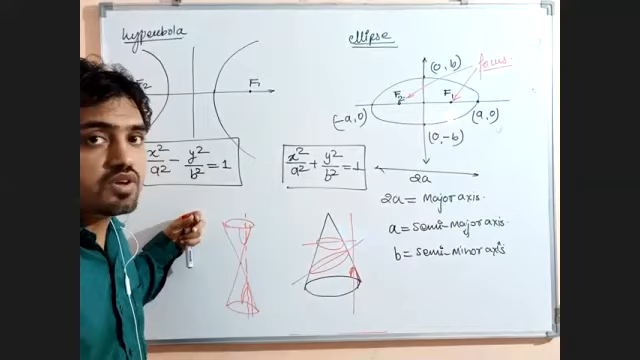 hyperbola
F2
F1
x²/a² - y²/b² = 1
ellipse
(0, b)
focus
F2
F1
(-a, 0)
(a, 0)
(0, -b)
x²/a² + y²/b² = 1
2a
2a = Major axis.
a = semi-major axis.
b = semi-minor axis